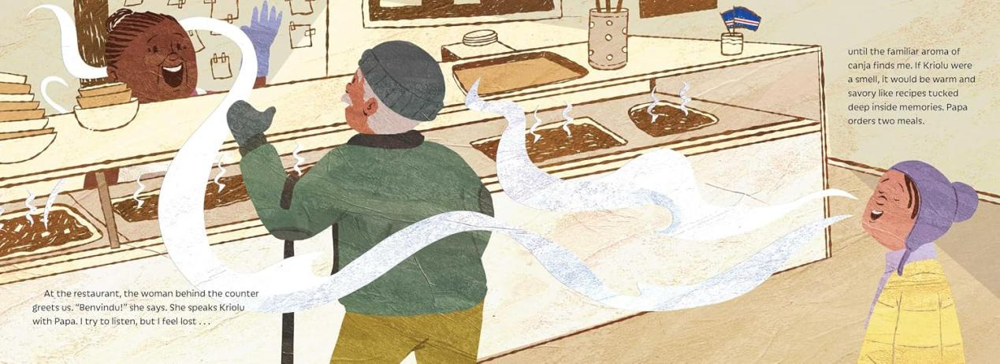 At the restaurant, the woman behind the counter
greets us. “Benvindu!” she says. She speaks Kriolu
with Papa. I try to listen, but I feel lost . . .
until the familiar aroma of
canja finds me. If Kriolu were
a smell, it would be warm and
savory like recipes tucked
deep inside memories. Papa
orders two meals.